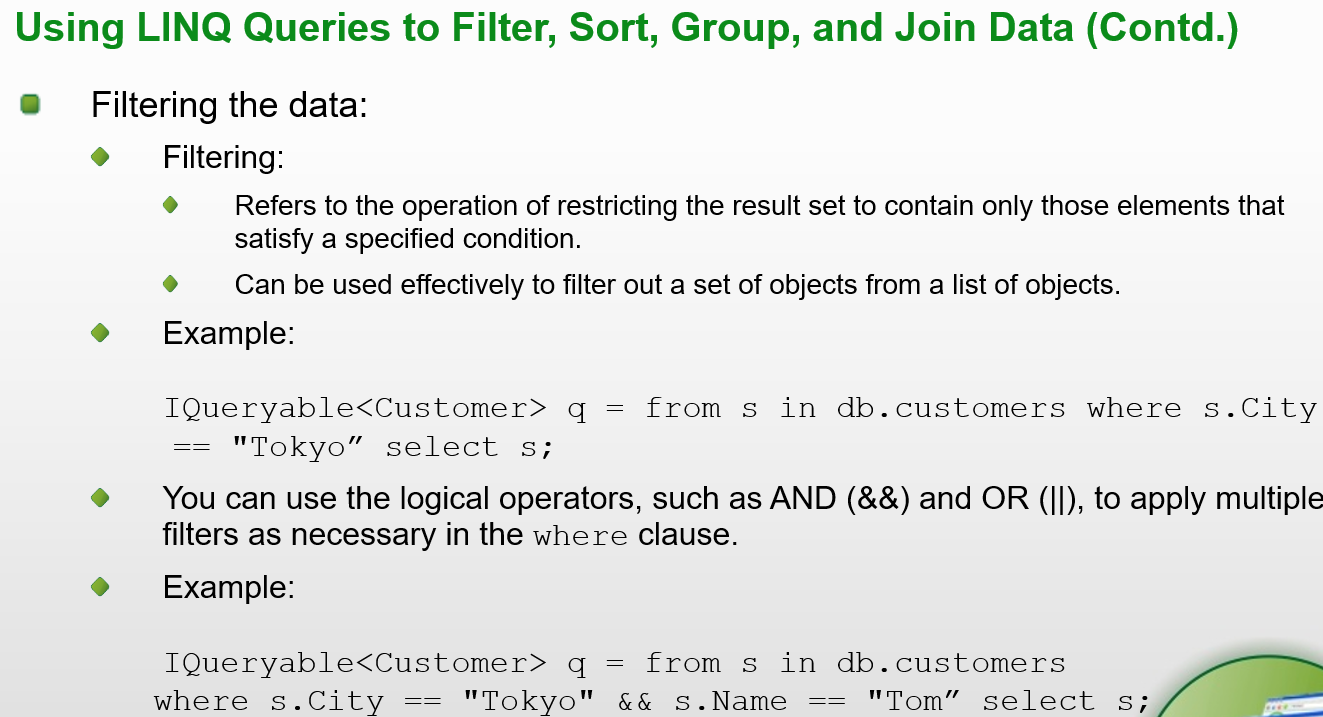 Using LINQ Queries to Filter, Sort, Group, and Join Data (Contd.)
Filtering the data:
Filtering:
Refers to the operation of restricting the result set to contain only those elements that
satisfy a specified condition.
Can be used effectively to filter out a set of objects from a list of objects.
Example:
IQueryable<Customer> q = from s in db.customers where s.City
== "Tokyo” select s;
You can use the logical operators, such as AND (&&) and OR (||), to apply multiple
filters as necessary in the where clause.
Example:
IQueryable<Customer> q = from s in db.customers
where s.City == "Tokyo" && s.Name == "Tom” select s;